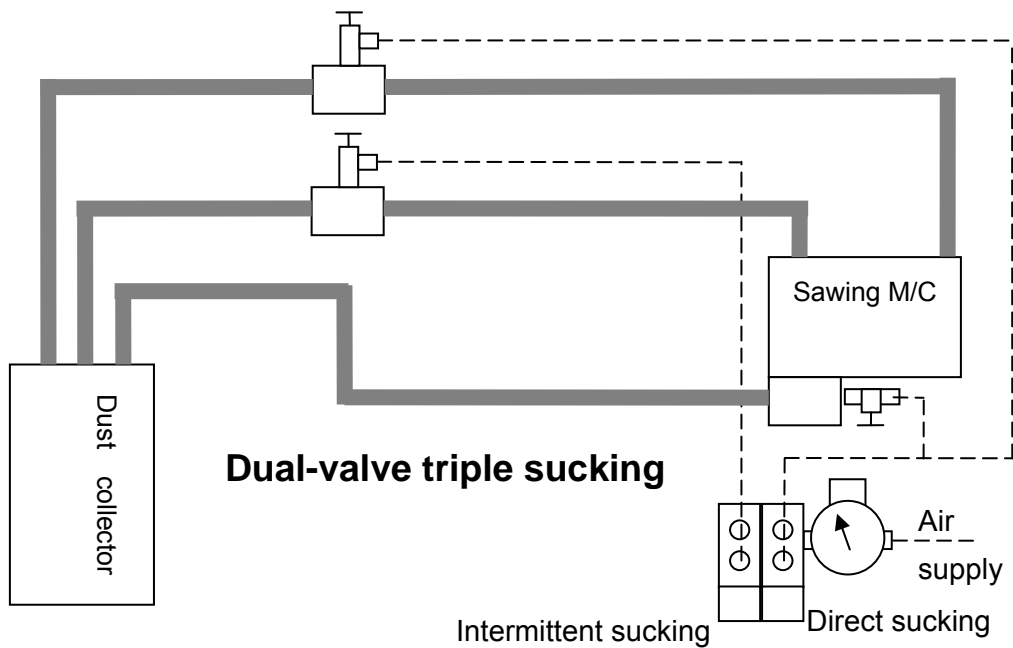 Sawing M/C
Dust collector
Dual-valve triple sucking
Air
supply
Intermittent sucking
Direct sucking